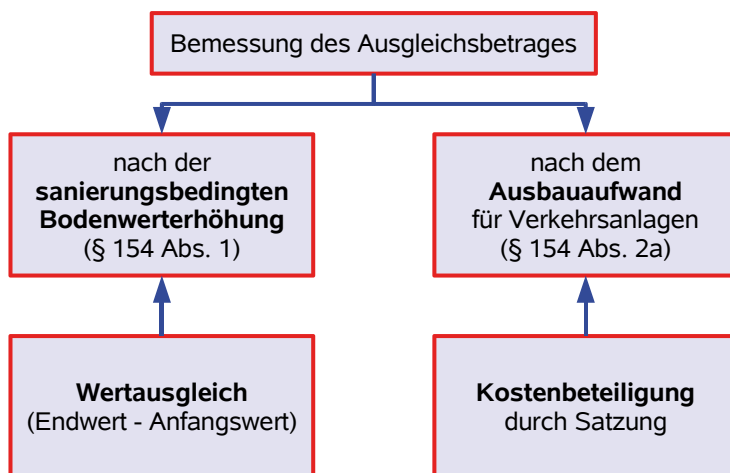 Bemessung des Ausgleichsbetrages
nach der
sanierungsbedingten
Bodenwerterhöhung
(§ 154 Abs. 1)
nach dem
Ausbauaufwand
für Verkehrsanlagen
(§ 154 Abs. 2a)
Wertausgleich
(Endwert - Anfangswert)
Kostenbeteiligung
durch Satzung